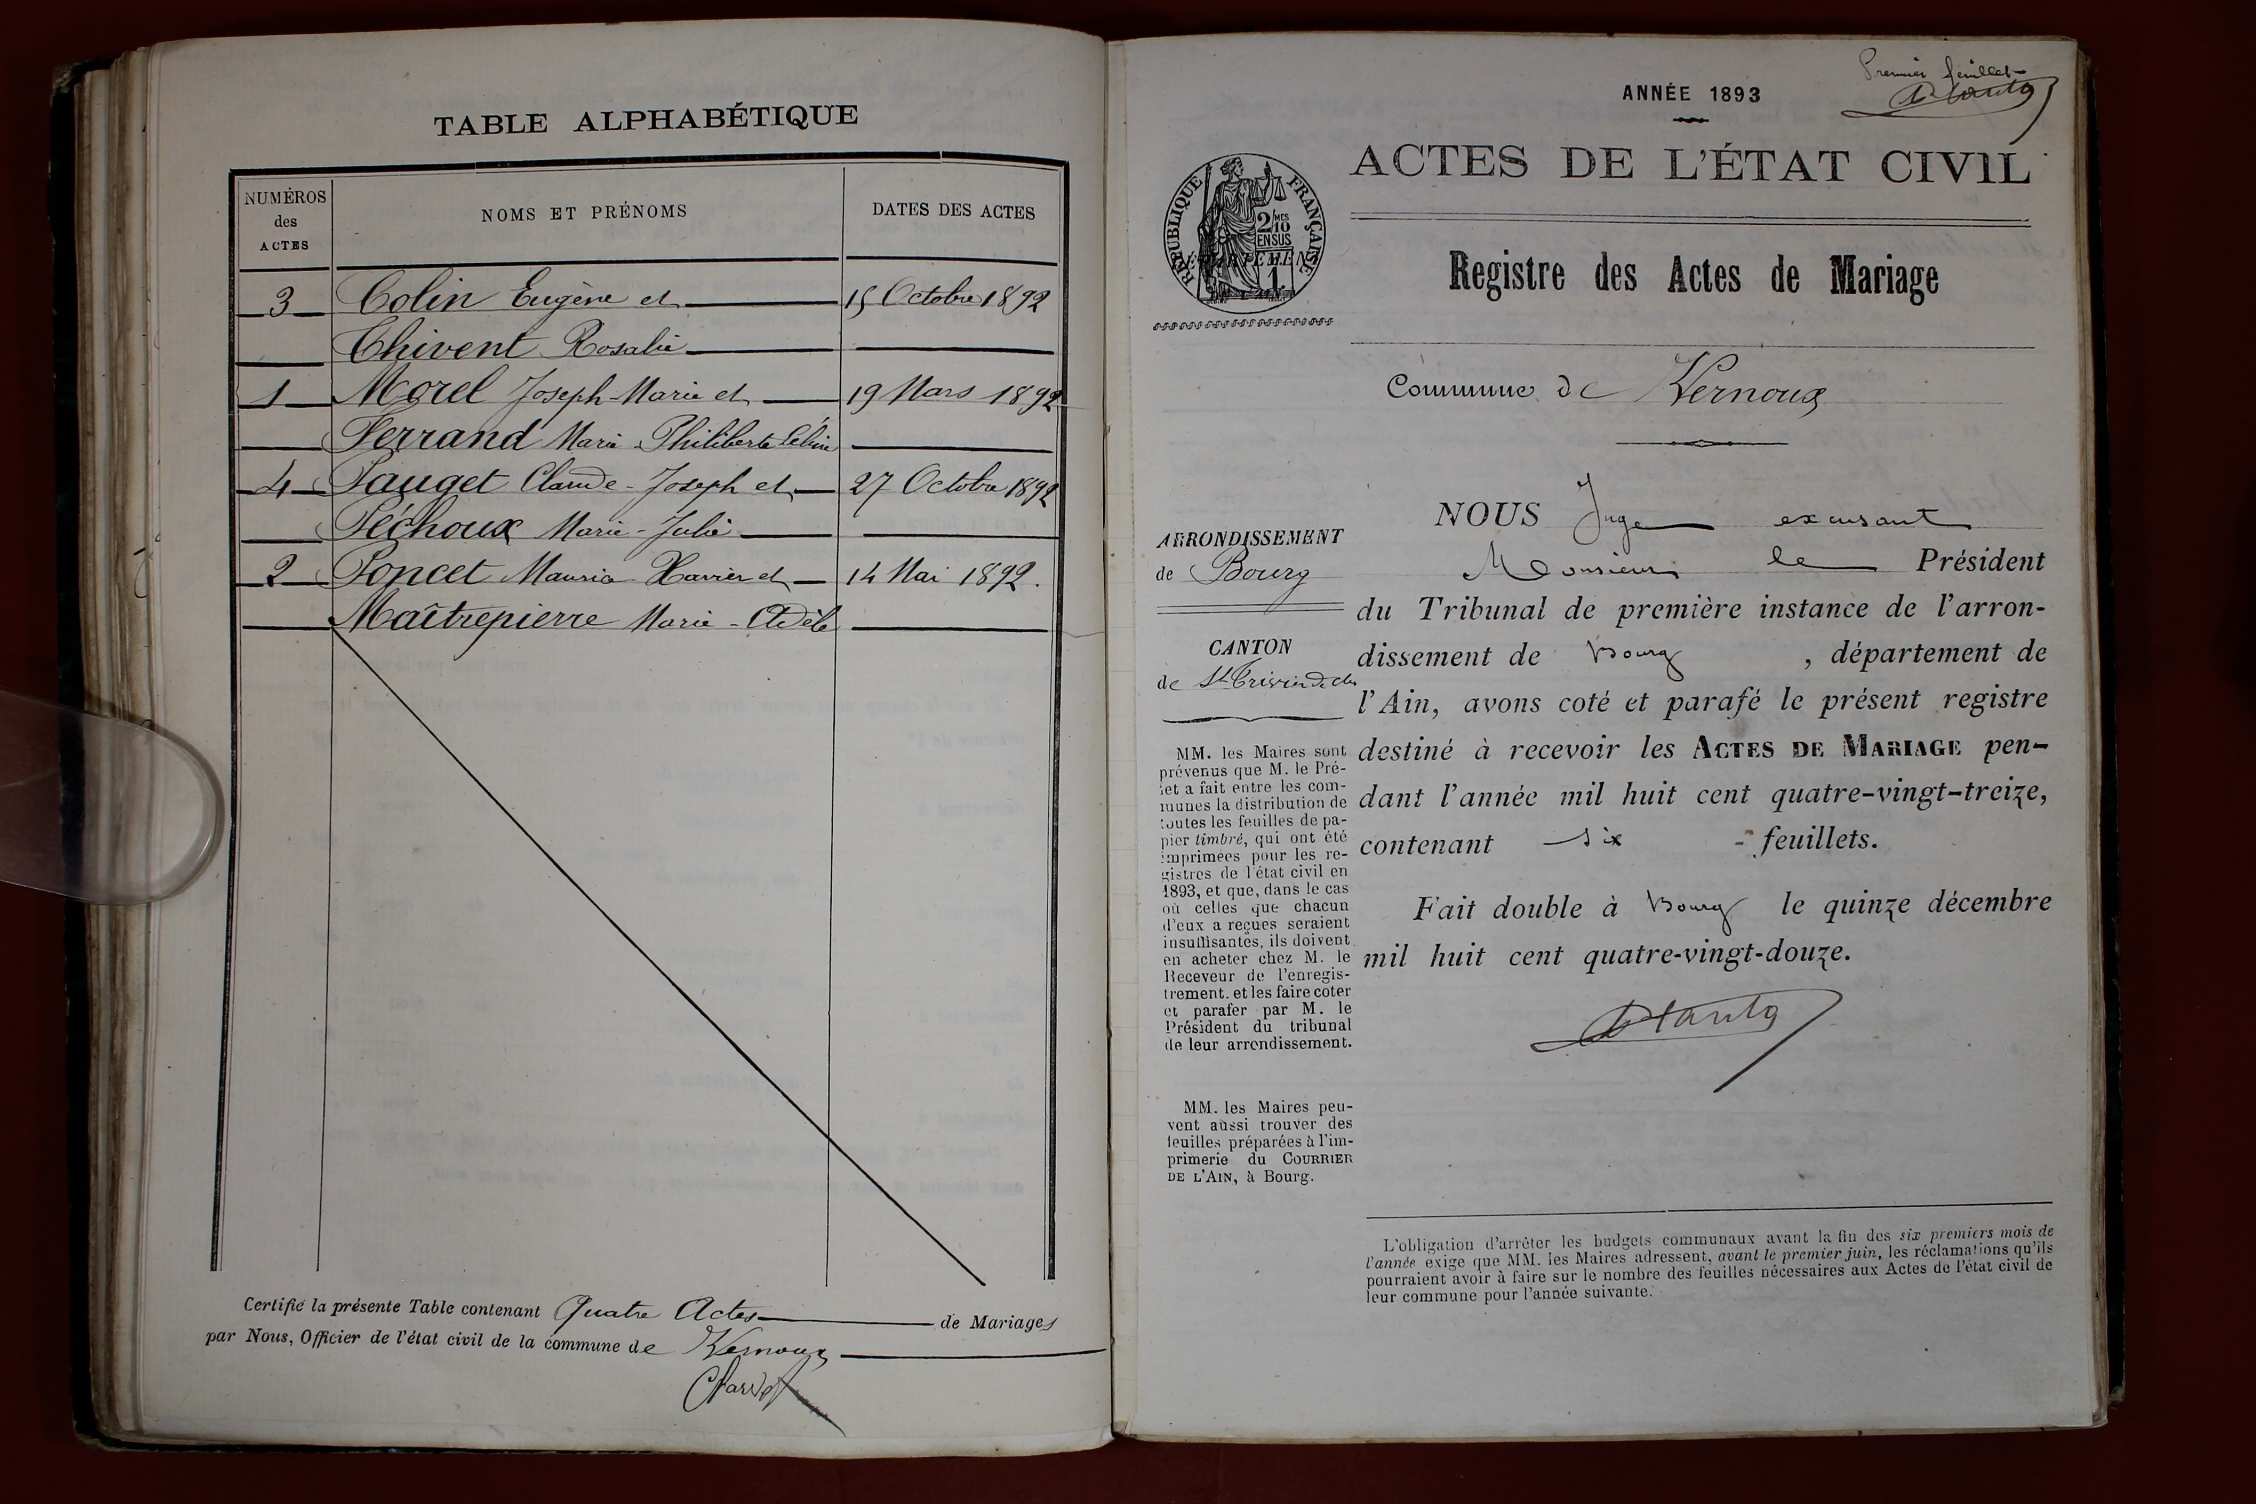 TABLE ALPHABÉTIQUE
NUMÉROS des ACTES
NOMS ET PRÉNOMS
DATES DES ACTES
3 Colin Eugène et 15 Octobre 1892
Chivent Rosalie
1 Morel Joseph-Marie et 19 Mars 1892
Ferrand Marie Philiberte
4 Pauget Claude-Joseph et 27 Octobre 1892
Péchoux Marie-Julie
2 Poncet Maurice Xavier et 14 Mai 1892.
Maîtrepierre Marie-Adèle
Certifié la présente Table contenant Quatre Actes de Mariages
par Nous, Officier de l'état civil de la commune de Vernoux
Premier feuillet
ANNÉE 1893
ACTES DE L'ÉTAT CIVIL
RÉPUBLIQUE FRANÇAISE
2/10 MES
EN SUS
Registre des Actes de Mariage
Commune de Vernoux
ARRONDISSEMENT
de Bourg
CANTON
de St Trivier de
MM. les Maires sont
prévenus que M. le Pré-
fet a fait entre les com-
munes la distribution de
toutes les feuilles de pa-
pier timbré, qui ont été
imprimées pour les re-
gistres de l'état civil en
1893, et que, dans le cas
où celles que chacun
d'eux a reçues seraient
insuffisantes, ils doivent
en acheter chez M. le
Receveur de l'enregis-
trement. et les faire coter
et parafer par M. le
Président du tribunal
de leur arrondissement.
MM. les Maires peu-
vent aussi trouver des
feuilles préparées à l'im-
primerie du COURRIER
DE L'AIN, à Bourg.
NOUS Juge excusant
Monsieur le Président
du Tribunal de première instance de l'arron-
dissement de Bourg, département de
l'Ain, avons coté et parafé le présent registre
destiné à recevoir les ACTES DE MARIAGE pen-
dant l'année mil huit cent quatre-vingt-treize,
contenant six feuillets.
Fait double à Bourg le quinze décembre
mil huit cent quatre-vingt-douze.
L'obligation d'arrêter les budgets communaux avant la fin des six premiers mois de
l'année exige que MM. les Maires adressent, avant le premier juin, les réclamations qu'ils
pourraient avoir à faire sur le nombre des feuilles nécessaires aux Actes de l'état civil de
leur commune pour l'année suivante.